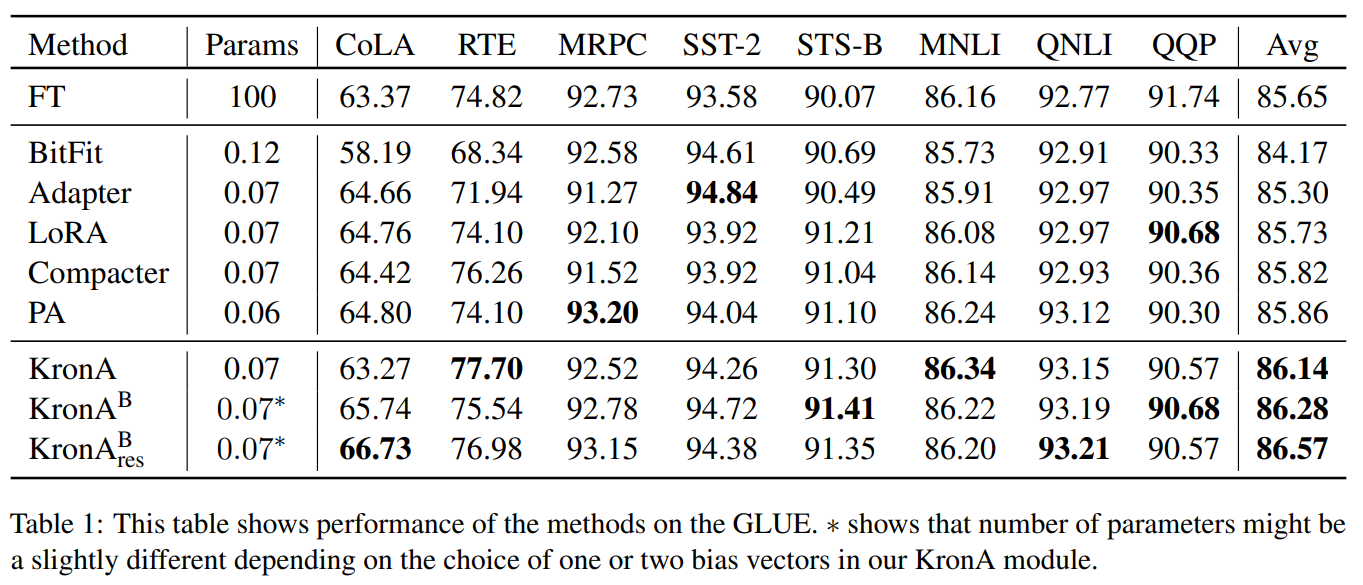 Method Params CoLA RTE MRPC SST-2 STS-B MNLI QNLI QQP Avg
FT 100 63.37 74.82 92.73 93.58 90.07 86.16 92.77 91.74 85.65
BitFit 0.12 58.19 68.34 92.58 94.61 90.69 85.73 92.91 90.33 84.17
Adapter 0.07 64.66 71.94 91.27 94.84 90.49 85.91 92.97 90.35 85.30
LoRA 0.07 64.76 74.10 92.10 93.92 91.21 86.08 92.97 90.68 85.73
Compacter 0.07 64.42 76.26 91.52 93.92 91.04 86.14 92.93 90.36 85.82
PA 0.06 64.80 74.10 93.20 94.04 91.10 86.24 93.12 90.30 85.86
KronA 0.07 63.27 77.70 92.52 94.26 91.30 86.34 93.15 90.57 86.14
KronA^B 0.07* 65.74 75.54 92.78 94.72 91.41 86.22 93.19 90.68 86.28
KronA^B_res 0.07* 66.73 76.98 93.15 94.38 91.35 86.20 93.21 90.57 86.57
Table 1: This table shows performance of the methods on the GLUE. * shows that number of parameters might be
a slightly different depending on the choice of one or two bias vectors in our KronA module.